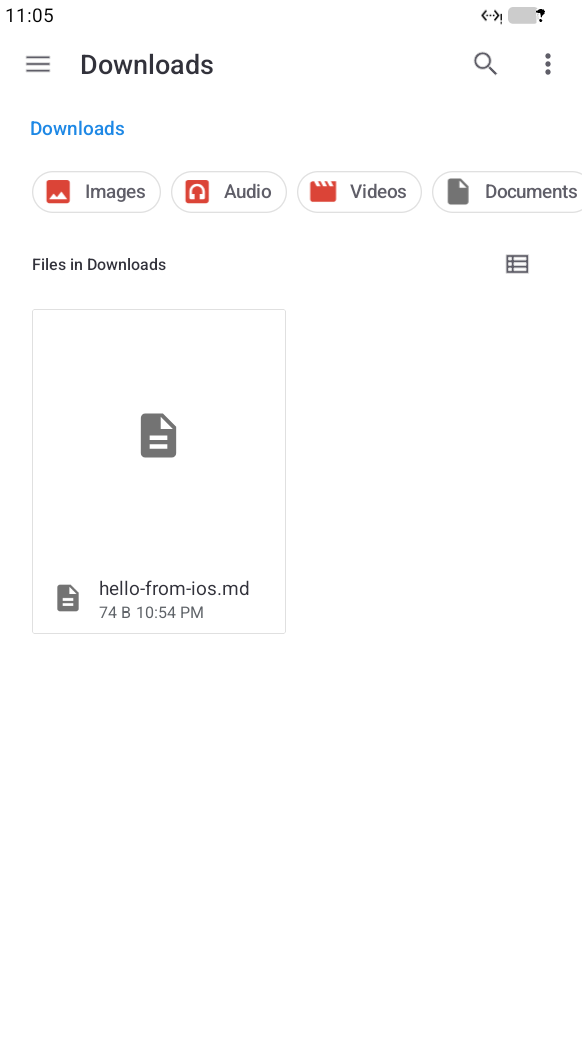 11:05
Downloads
Downloads
Images Audio Videos Documents
Files in Downloads
hello-from-ios.md
74 B 10:54 PM